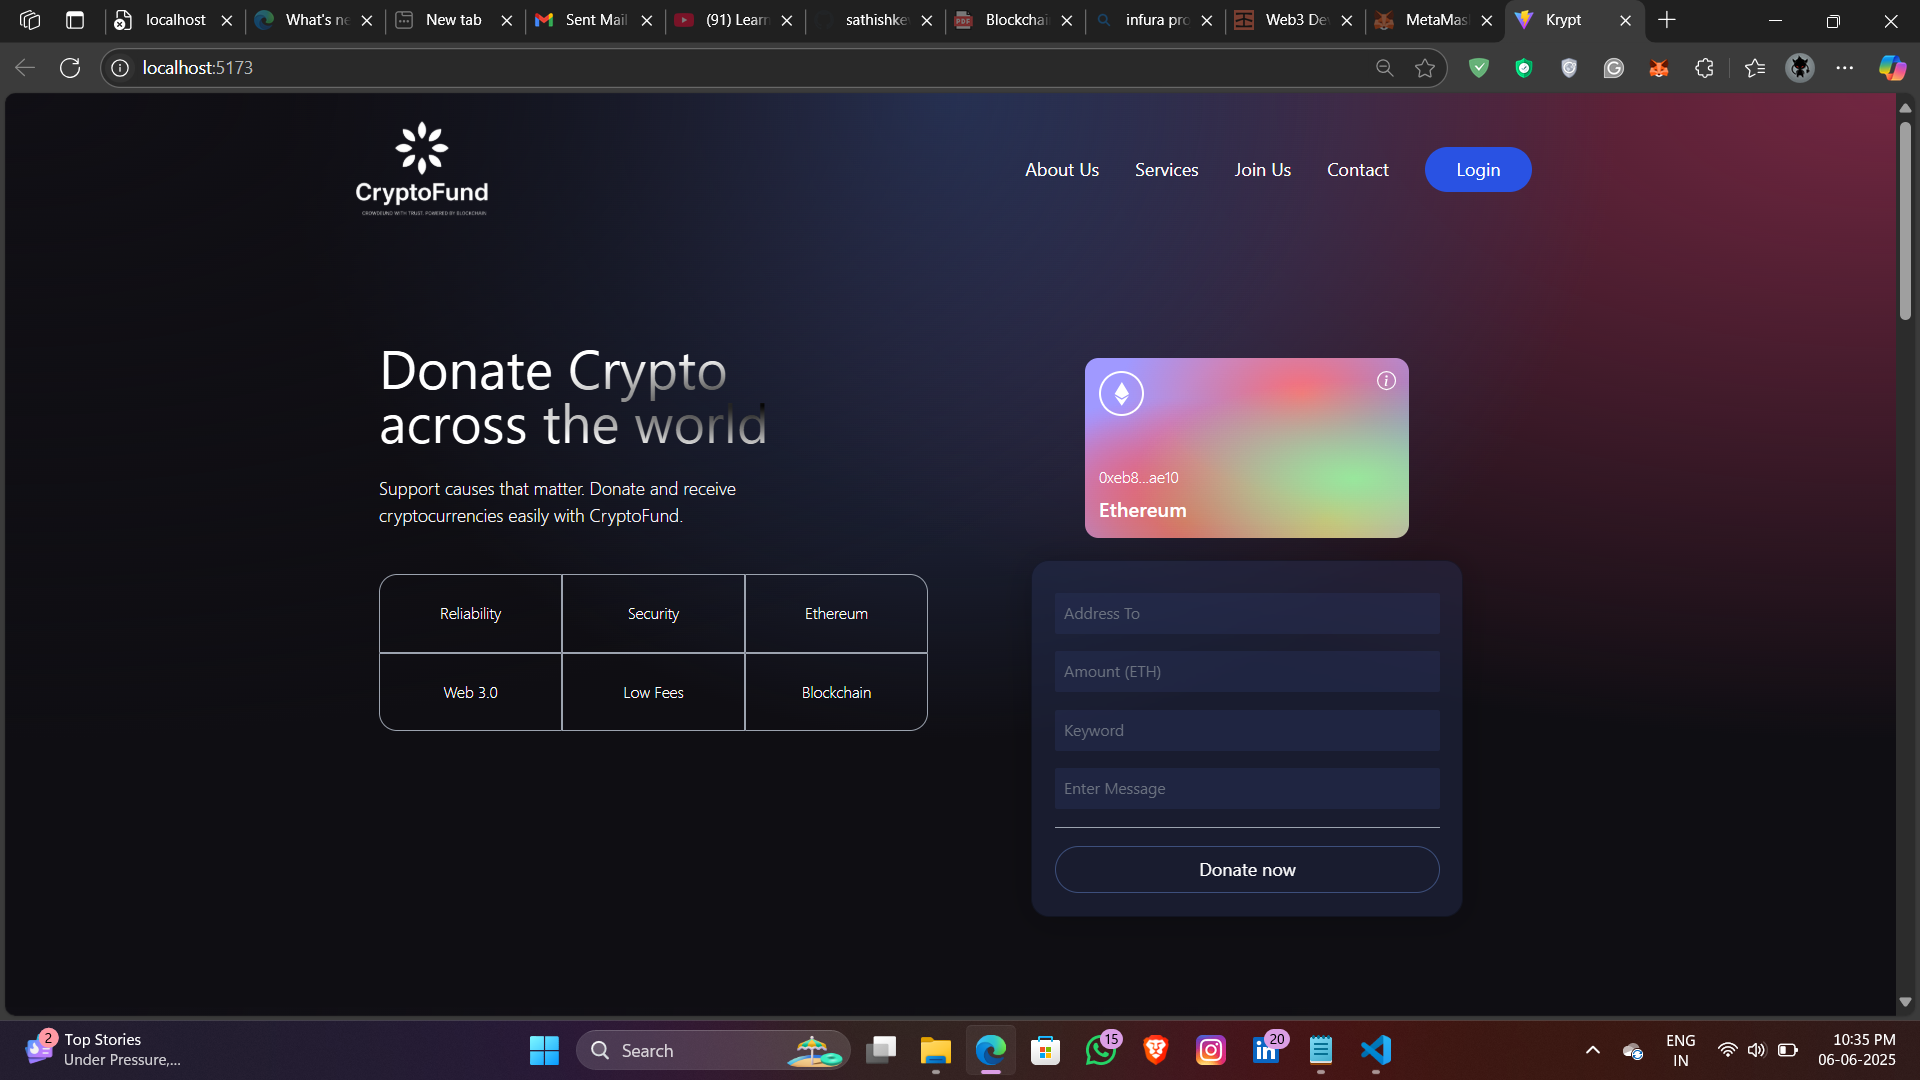 localhost
What's ne
New tab
Sent Mail
(91) Learn
sathishke
Blockchai
infura pro
Web3 De
MetaMas
Krypt
localhost:5173
CryptoFund
CROWDFUND WITH TRUST, POWERED BY BLOCKCHAIN
About Us
Services
Join Us
Contact
Login
Donate Crypto
across the world
Support causes that matter. Donate and receive
cryptocurrencies easily with CryptoFund.
Reliability
Security
Ethereum
Web 3.0
Low Fees
Blockchain
0xeb8...ae10
Ethereum
Address To
Amount (ETH)
Keyword
Enter Message
Donate now
2
Top Stories
Under Pressure,...
Search
15
20
ENG
IN
10:35 PM
06-06-2025